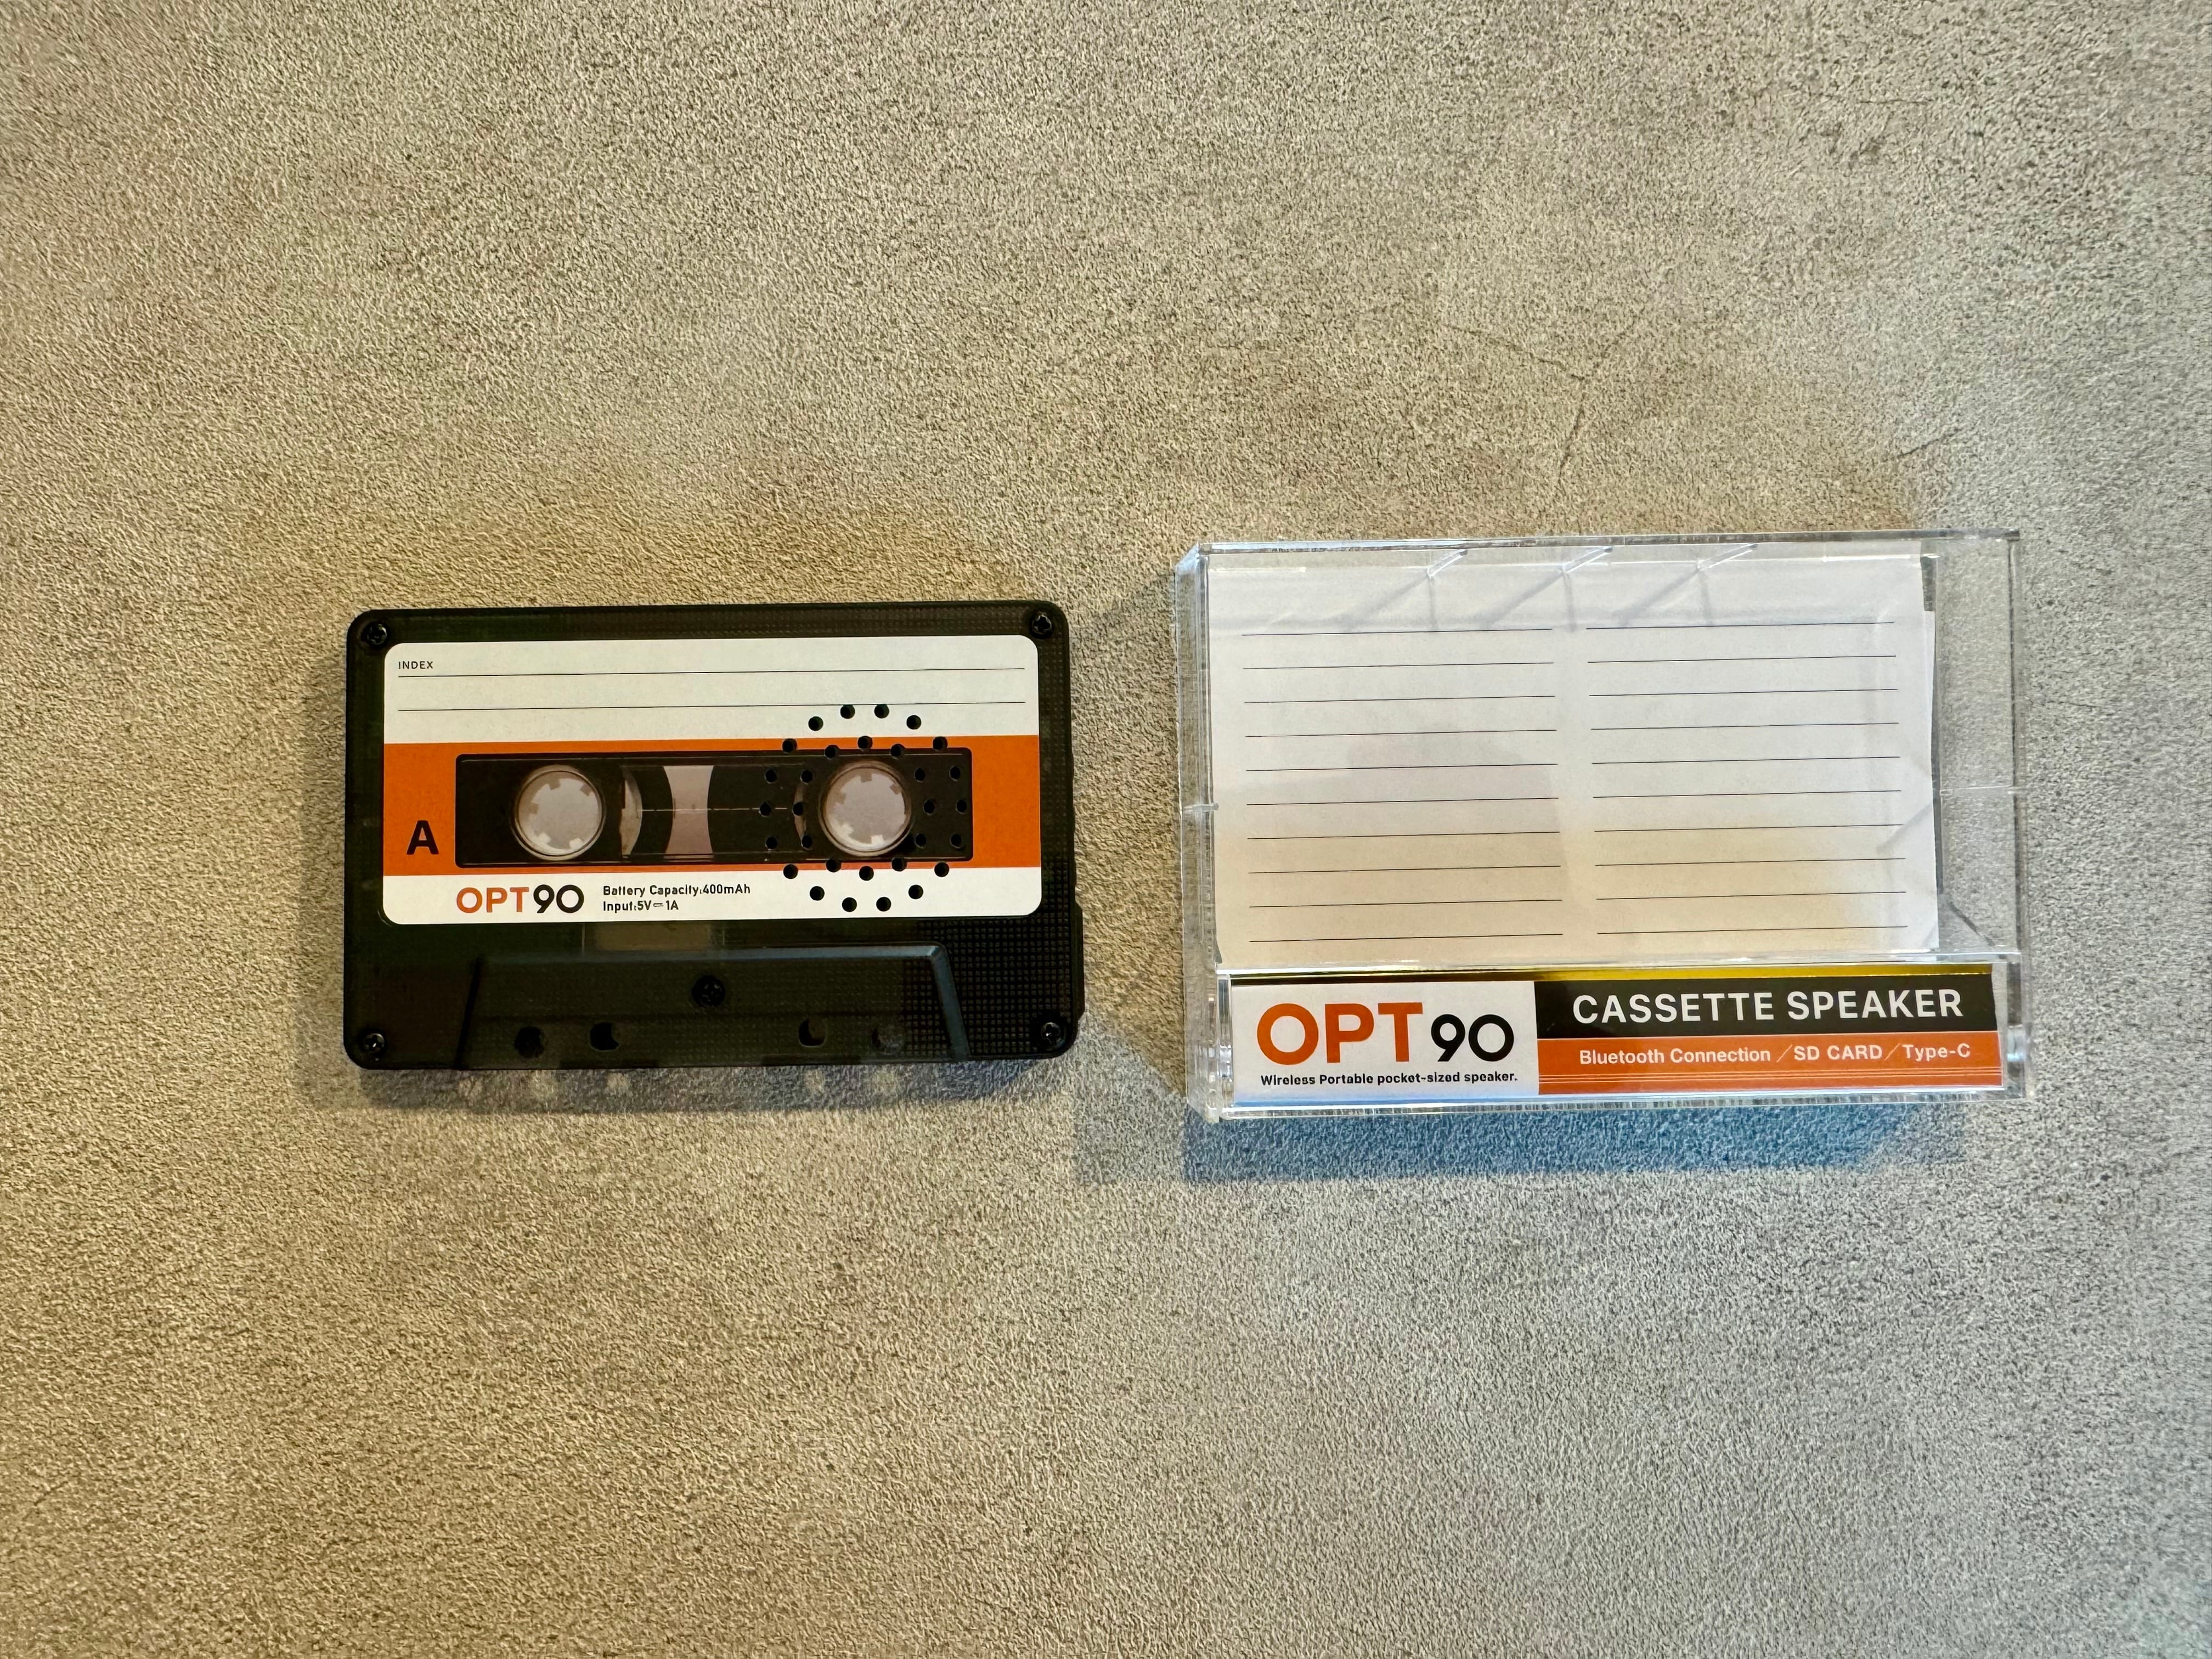 INDEX
A
OPT90
Battery Capacity:400mAh
Input:5V⎓1A
OPT90
Wireless Portable pocket-sized speaker.
CASSETTE SPEAKER
Bluetooth Connection ／SD CARD／Type-C